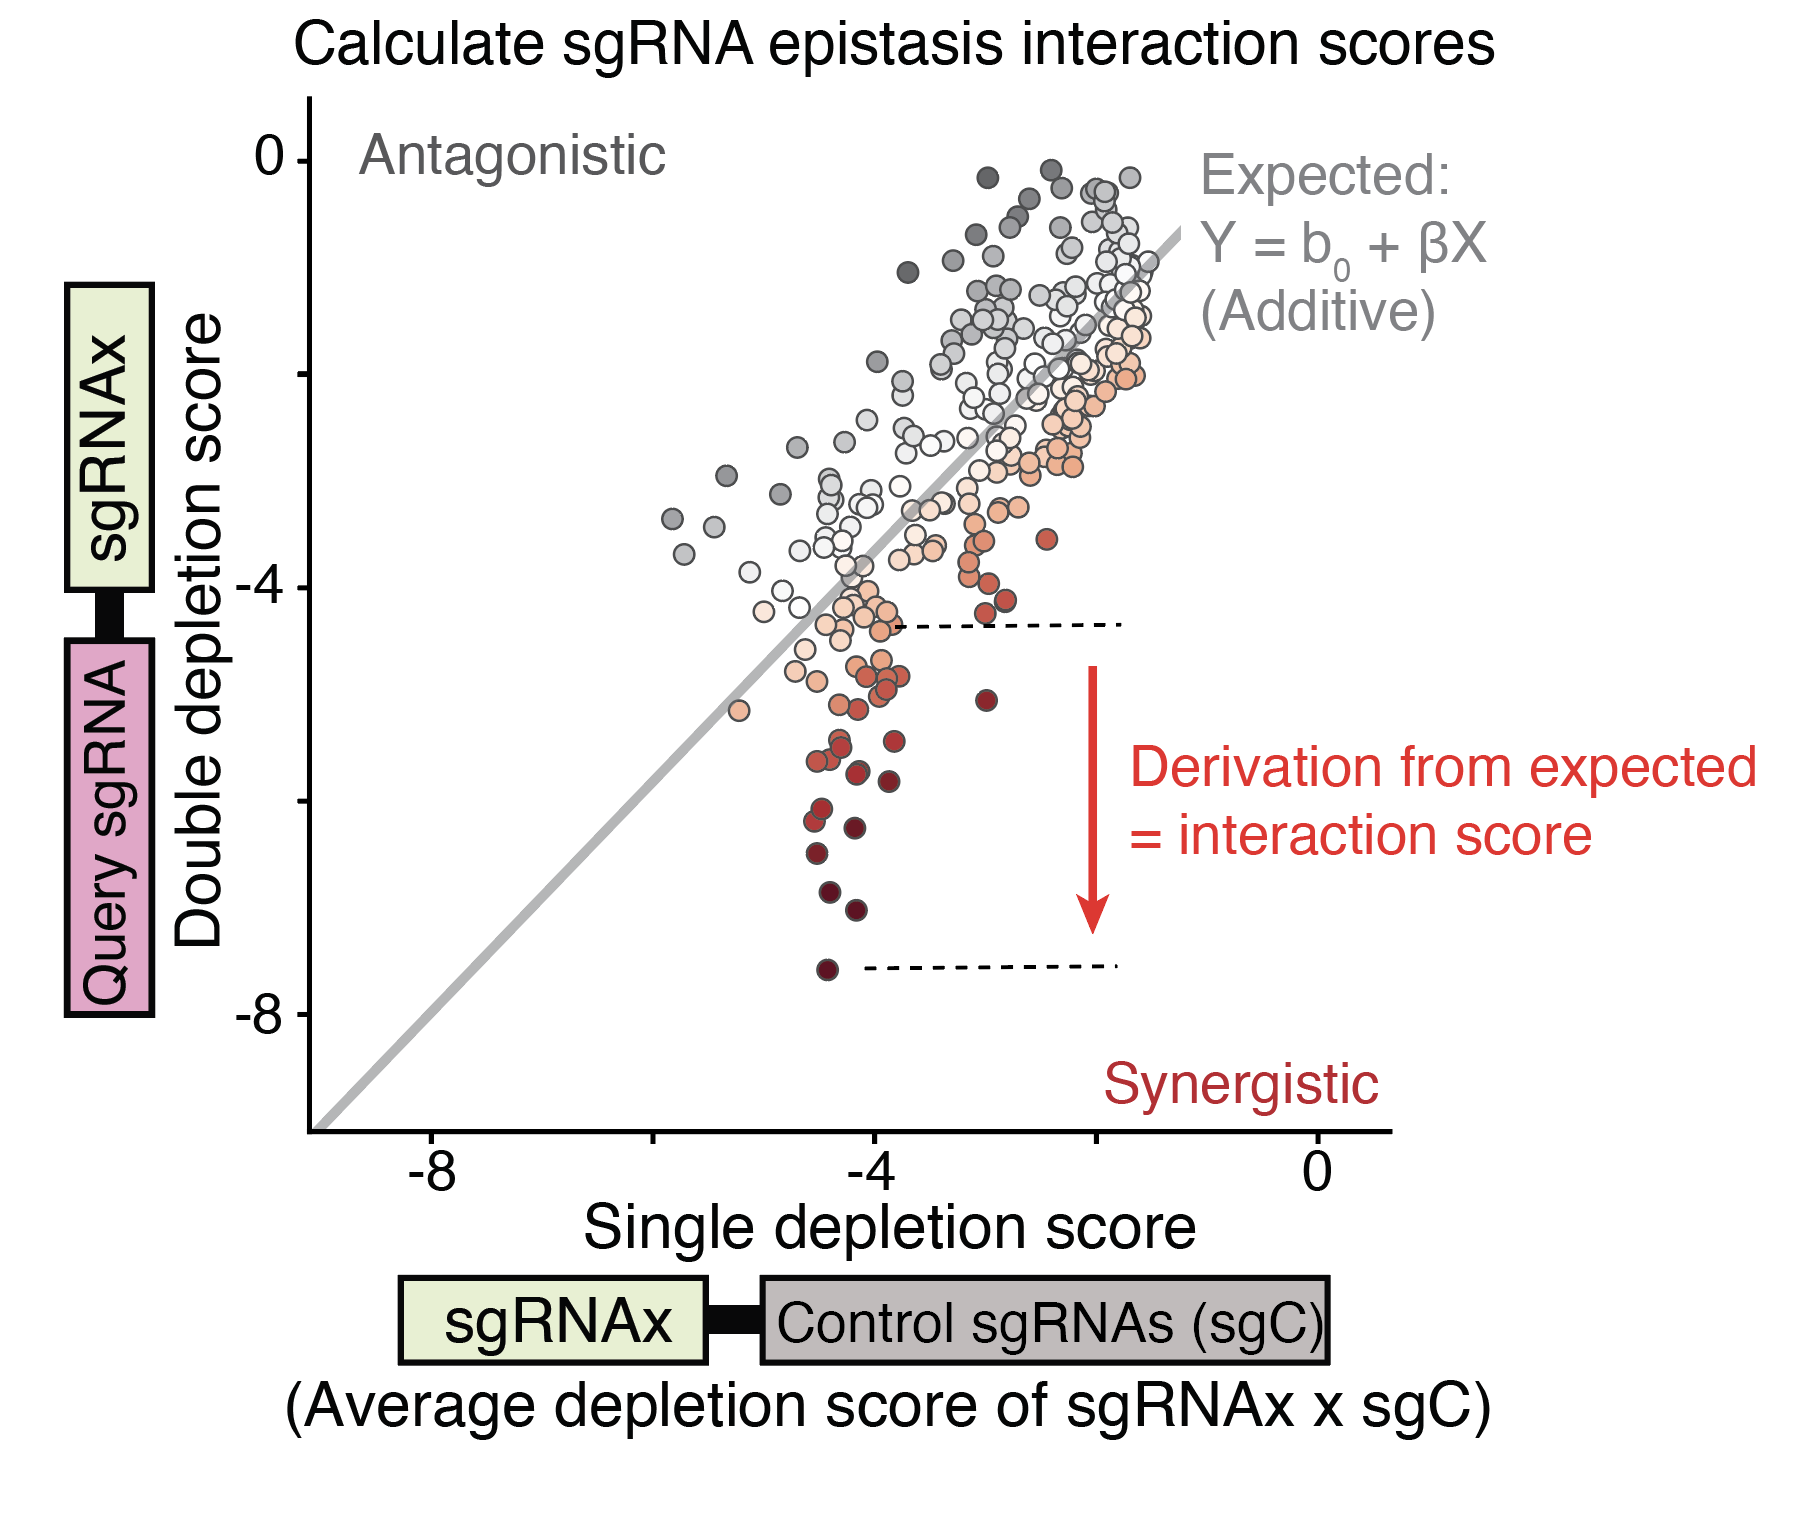 Calculate sgRNA epistasis interaction scores
Antagonistic
Expected:
Y = b0 + βX
(Additive)
0
-4
-8
Double depletion score
sgRNAx
Query sgRNA
Derivation from expected
= interaction score
Synergistic
-8
-4
0
Single depletion score
sgRNAx
Control sgRNAs (sgC)
(Average depletion score of sgRNAx x sgC)